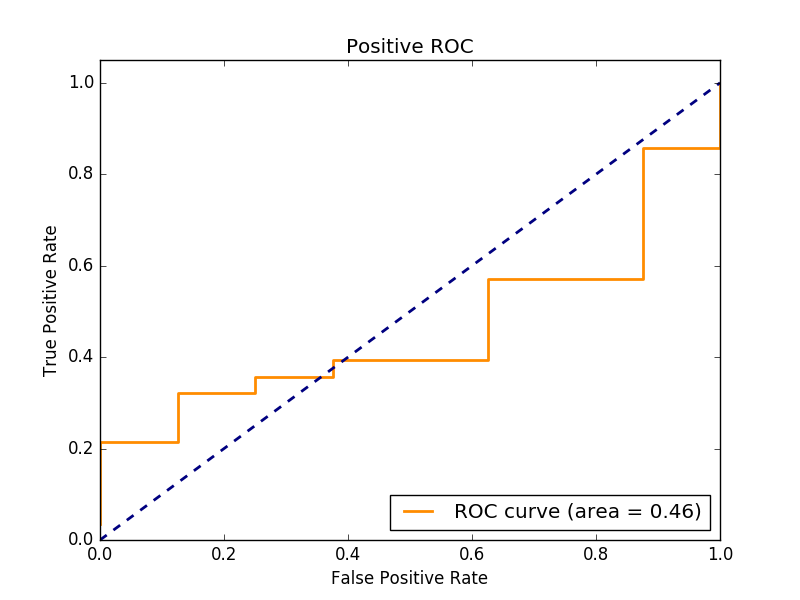 Positive ROC
True Positive Rate
1.0
0.8
0.6
0.4
0.2
0.0
0.0 0.2 0.4 0.6 0.8 1.0
False Positive Rate
ROC curve (area = 0.46)